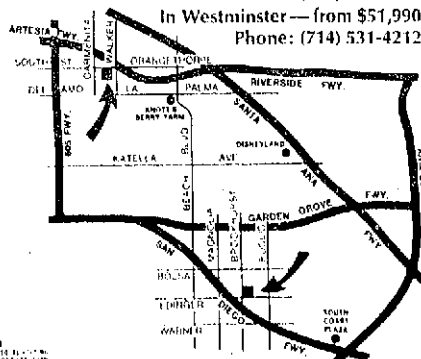 In Westminster — from $51,990
Phone: (714) 531-4212
ARTESIA FWY.
CARMENITA
WALKER
SOUTH ST.
ORANGETHORPE
DEL AMO
LA PALMA
RIVERSIDE FWY.
KNOTT'S
BERRY FARM
605 FWY.
BEACH BLVD
SANTA ANA FWY
DISNEYLAND
KATELLA AVE
GARDEN GROVE FWY.
MAGNOLIA
BROOKHURST
EUCLID
SAN DIEGO FWY.
BOLSA
EDINGER
WARNER
SOUTH
COAST
PLAZA